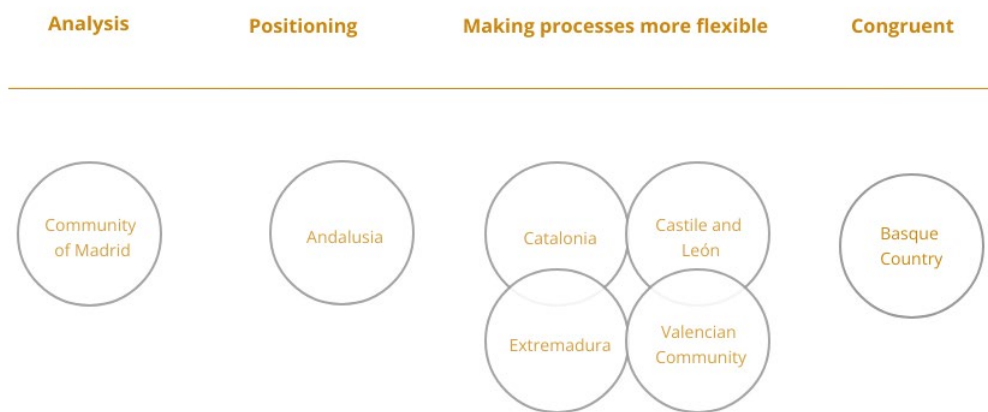 Analysis
Positioning
Making processes more flexible
Congruent
Community
of Madrid
Andalusia
Catalonia
Castile and
León
Extremadura
Valencian
Community
Basque
Country